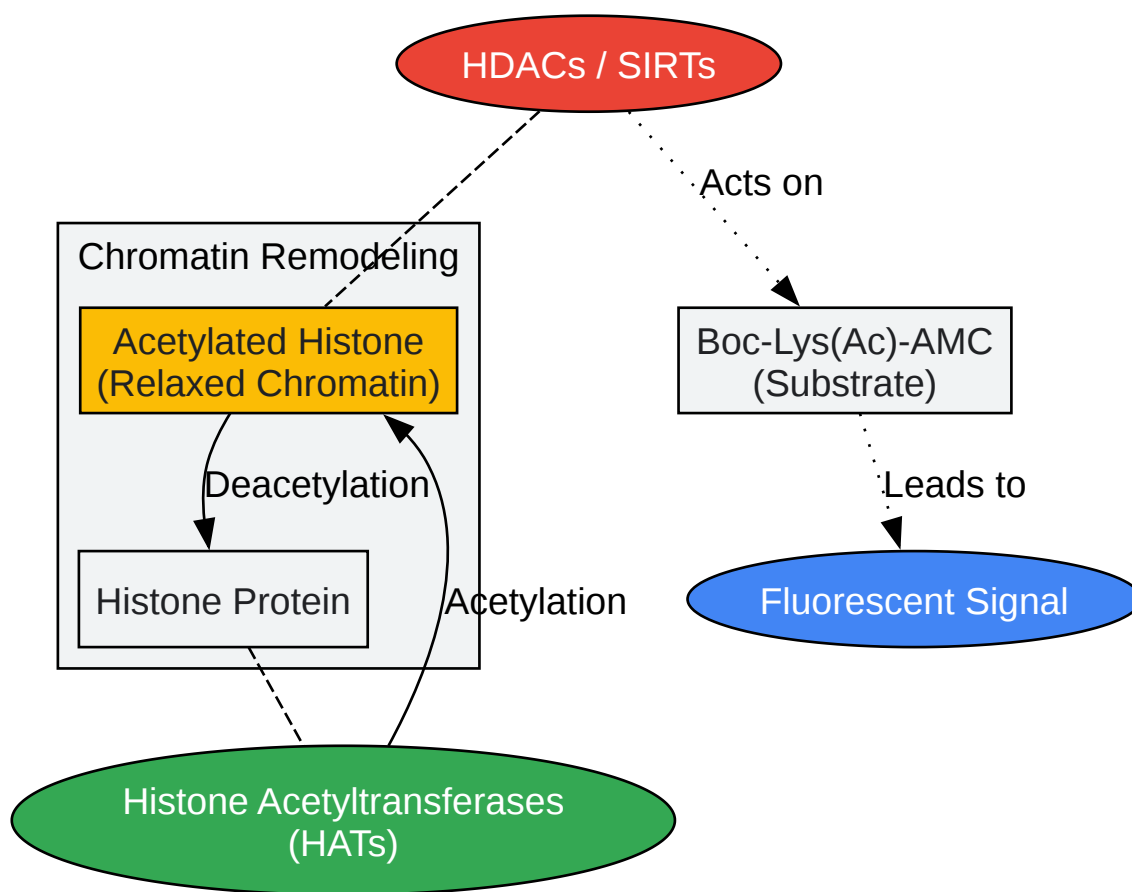 HDACs / SIRTs
Acts on
Chromatin Remodeling
Acetylated Histone
(Relaxed Chromatin)
Boc-Lys(Ac)-AMC
(Substrate)
Deacetylation
Leads to
Histone Protein
Acetylation
Fluorescent Signal
Histone Acetyltransferases
(HATs)